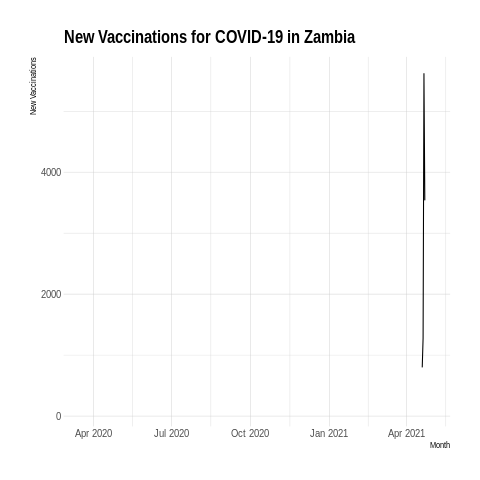 New Vaccinations for COVID-19 in Zambia
New Vaccinations
4000
2000
0
Apr 2020
Jul 2020
Oct 2020
Jan 2021
Apr 2021
Month